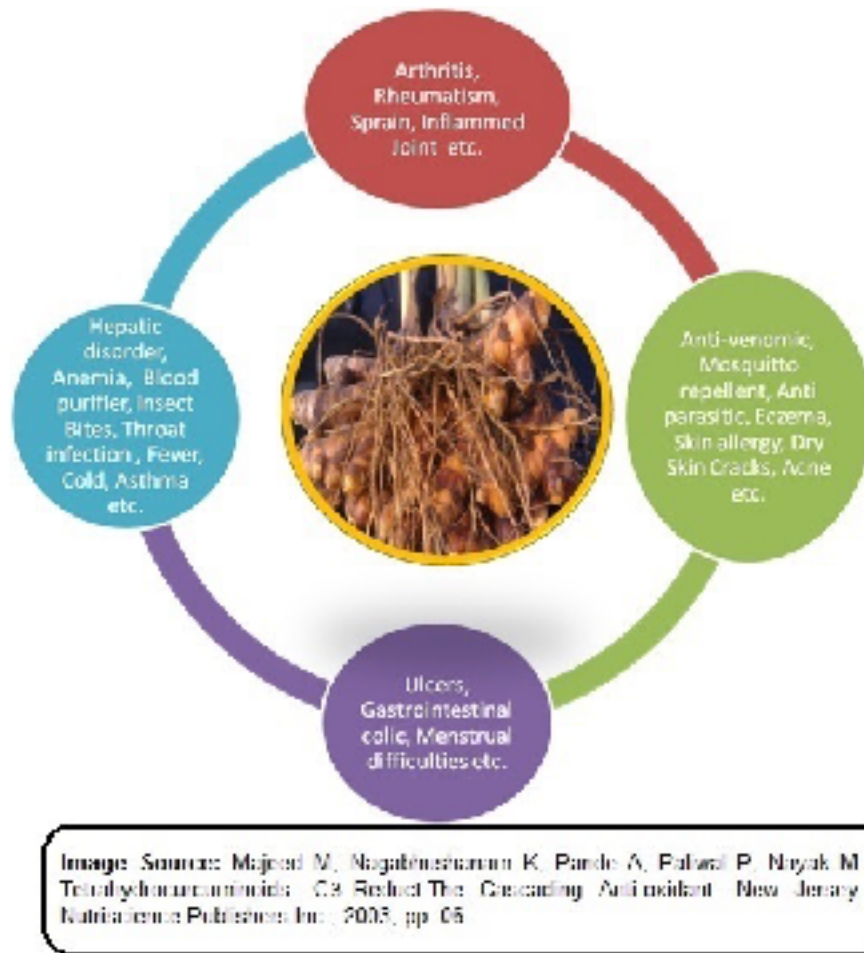 Arthritis,
Rheumatism,
Sprain, Inflammed
Joint etc.
Anti-venomic,
Mosquitto
repellent, Anti
parasitic, Eczema,
Skin allergy, Dry
Skin Cracks, Acne
etc.
Ulcers,
Gastrointestinal
colic, Menstrual
difficulties etc.
Hepatic
disorder,
Anemia, Blood
purifier, Insect
Bites, Throat
infection, Fever,
Cold, Asthma
etc.
Image Source: Majeed M, Nagabhushanam K, Pande A, Paliwal P, Nayak M
Tetrahydrocurcuminoids C3 Reduct The Cascading Antioxidant New Jersey
Nutriscience Publishers Inc., 2003, pp 06